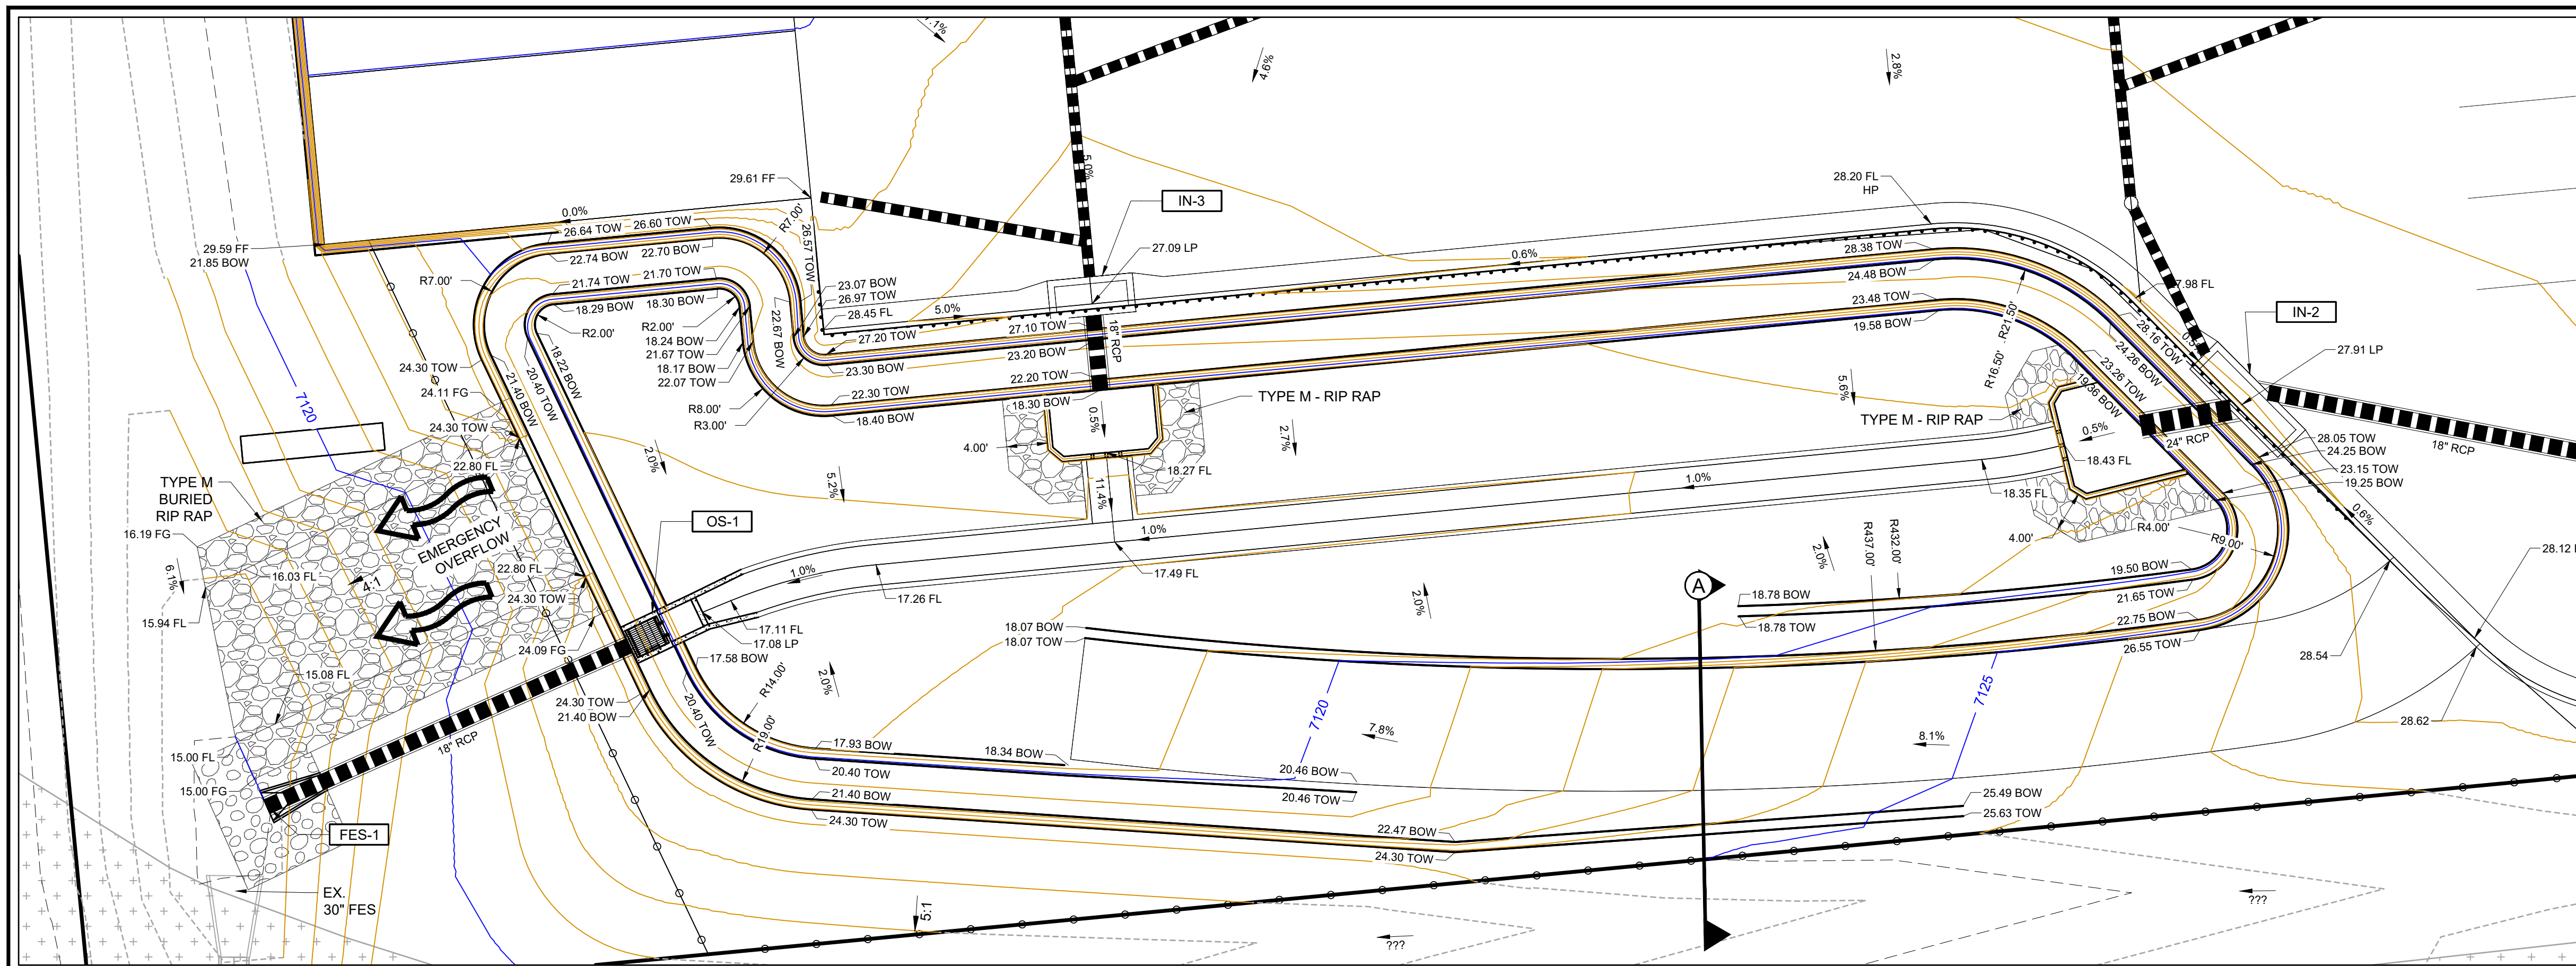 7.1%
4.6%
2.8%
5.0%
29.61 FF
0.0%
26.64 TOW
26.60 TOW
R7.00'
26.57 TOW
IN-3
27.09 LP
28.20 FL
HP
29.59 FF
21.85 BOW
22.74 BOW
22.70 BOW
R7.00'
21.74 TOW
21.70 TOW
18.29 BOW
18.30 BOW
R2.00'
R2.00'
18.24 BOW
21.67 TOW
18.17 BOW
22.07 TOW
22.67 BOW
23.07 BOW
26.97 TOW
28.45 FL
5.0%
0.6%
28.38 TOW
24.48 BOW
23.48 TOW
19.58 BOW
R21.50'
R16.50'
27.98 FL
IN-2
27.91 LP
27.20 TOW
27.10 TOW
18" RCP
23.20 BOW
23.30 BOW
22.30 TOW
22.20 TOW
18.40 BOW
18.30 BOW
R8.00'
R3.00'
TYPE M - RIP RAP
TYPE M - RIP RAP
0.5%
4.00'
18.27 FL
11.4%
2.7%
5.6%
28.16 TOW
24.26 BOW
23.26 TOW
19.36 BOW
0.5%
24" RCP
18.43 FL
18.35 FL
28.05 TOW
24.25 BOW
23.15 TOW
19.25 BOW
18" RCP
0.6%
R4.00'
R9.00'
4.00'
7120
24.30 TOW
24.11 FG
24.30 TOW
22.80 FL
18.22 BOW
20.40 TOW
21.40 BOW
2.0%
5.2%
1.0%
1.0%
1.0%
TYPE M
BURIED
RIP RAP
16.19 FG
EMERGENCY
OVERFLOW
22.80 FL
OS-1
6.1%
16.03 FL
4:1
24.30 TOW
15.94 FL
24.09 FG
17.11 FL
17.08 LP
17.58 BOW
17.26 FL
17.49 FL
2.0%
2.0%
2.0%
R437.00'
R432.00'
A
18.78 BOW
18.78 TOW
19.50 BOW
21.65 TOW
22.75 BOW
26.55 TOW
28.12
28.54
28.62
18.07 BOW
18.07 TOW
15.08 FL
24.30 TOW
21.40 BOW
20.40 TOW
R14.00'
R19.00'
18" RCP
15.00 FL
15.00 FG
FES-1
17.93 BOW
18.34 BOW
20.40 TOW
21.40 BOW
24.30 TOW
20.46 BOW
20.46 TOW
22.47 BOW
24.30 TOW
7120
7125
7.8%
8.1%
25.49 BOW
25.63 TOW
EX.
30" FES
5:1
???
???